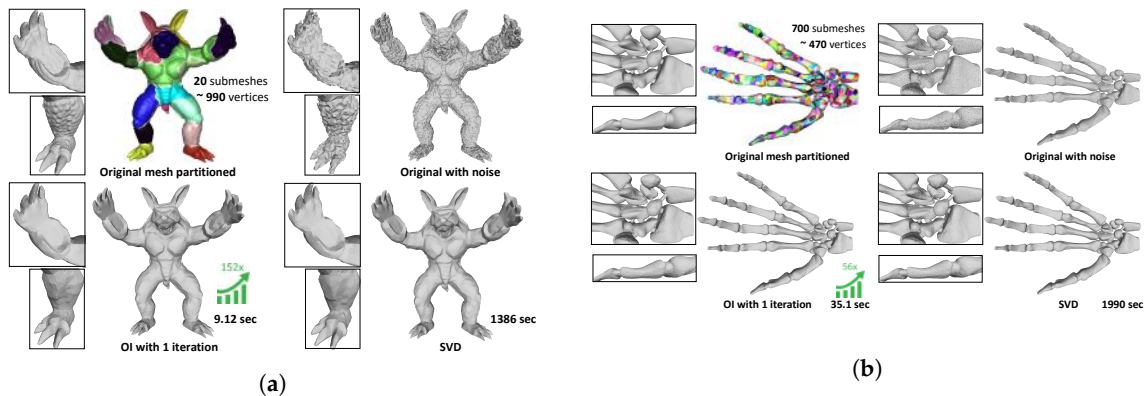 20 submeshes
~ 990 vertices
Original mesh partitioned
Original with noise
152x
9.12 sec
OI with 1 iteration
1386 sec
SVD
(a)
700 submeshes
~ 470 vertices
Original mesh partitioned
Original with noise
56x
OI with 1 iteration
35.1 sec
SVD
1990 sec
(b)